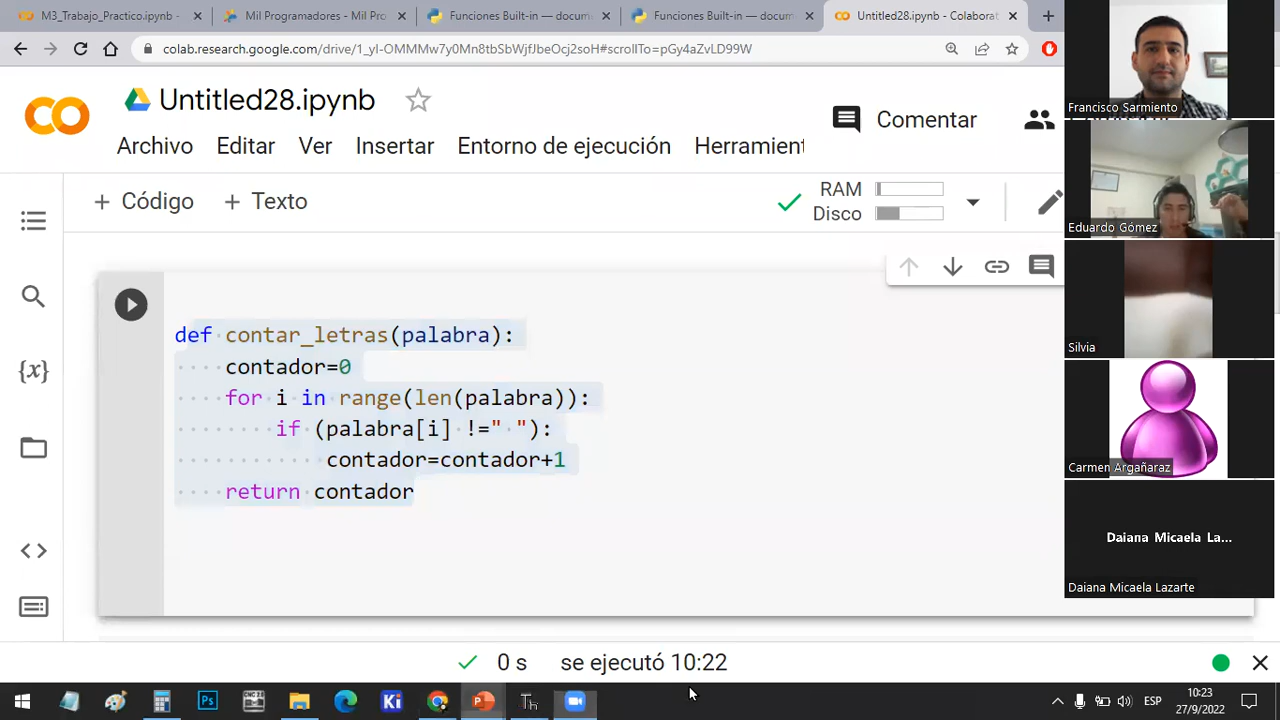 M3_Trabajo_Practico.ipynb -
Mil Programadores - Mil Pro
Funciones Built-in — docum
Funciones Built-in — docum
Untitled28.ipynb - Colaborat
colab.research.google.com/drive/1_yl-OMMMw7y0Mn8tbSbWjfJbeOcj2soH#scrollTo=pGy4aZvLD99W
Untitled28.ipynb
Comentar
Archivo Editar Ver Insertar Entorno de ejecución Herramient
+ Código + Texto
RAM
Disco
def contar_letras(palabra):
contador=0
for i in range(len(palabra)):
if (palabra[i] !=" "):
contador=contador+1
return contador
{x}
0 s se ejecutó 10:22
Francisco Sarmiento
Eduardo Gómez
Silvia
Carmen Argañaraz
Daiana Micaela La...
Daiana Micaela Lazarte
Ps
Ki
ESP
10:23
27/9/2022